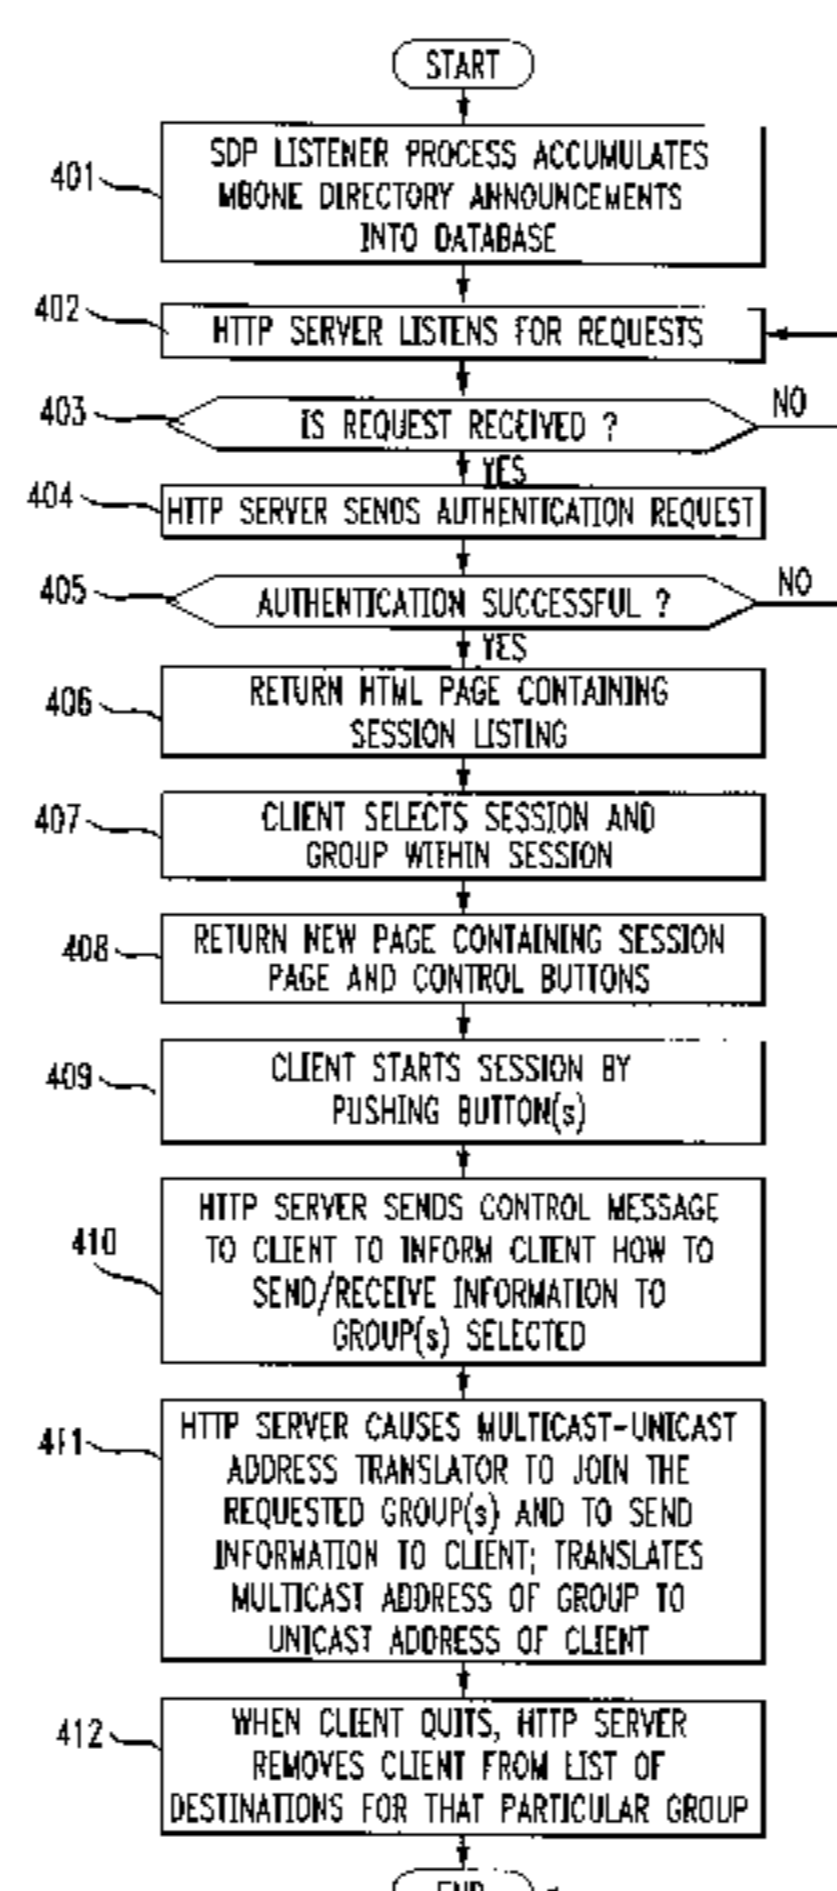 START
401
SDP LISTENER PROCESS ACCUMULATES
MBONE DIRECTORY ANNOUNCEMENTS
INTO DATABASE
402
HTTP SERVER LISTENS FOR REQUESTS
403
IS REQUEST RECEIVED ?
NO
YES
404
HTTP SERVER SENDS AUTHENTICATION REQUEST
405
AUTHENTICATION SUCCESSFUL ?
NO
YES
406
RETURN HTML PAGE CONTAINING
SESSION LISTING
407
CLIENT SELECTS SESSION AND
GROUP WITHIN SESSION
408
RETURN NEW PAGE CONTAINING SESSION
PAGE AND CONTROL BUTTONS
409
CLIENT STARTS SESSION BY
PUSHING BUTTON(s)
410
HTTP SERVER SENDS CONTROL MESSAGE
TO CLIENT TO INFORM CLIENT HOW TO
SEND/RECEIVE INFORMATION TO
GROUP(s) SELECTED
411
HTTP SERVER CAUSES MULTICAST-UNICAST
ADDRESS TRANSLATOR TO JOIN THE
REQUESTED GROUP(s) AND TO SEND
INFORMATION TO CLIENT; TRANSLATES
MULTICAST ADDRESS OF GROUP TO
UNICAST ADDRESS OF CLIENT
412
WHEN CLIENT QUITS, HTTP SERVER
REMOVES CLIENT FROM LIST OF
DESTINATIONS FOR THAT PARTICULAR GROUP
END